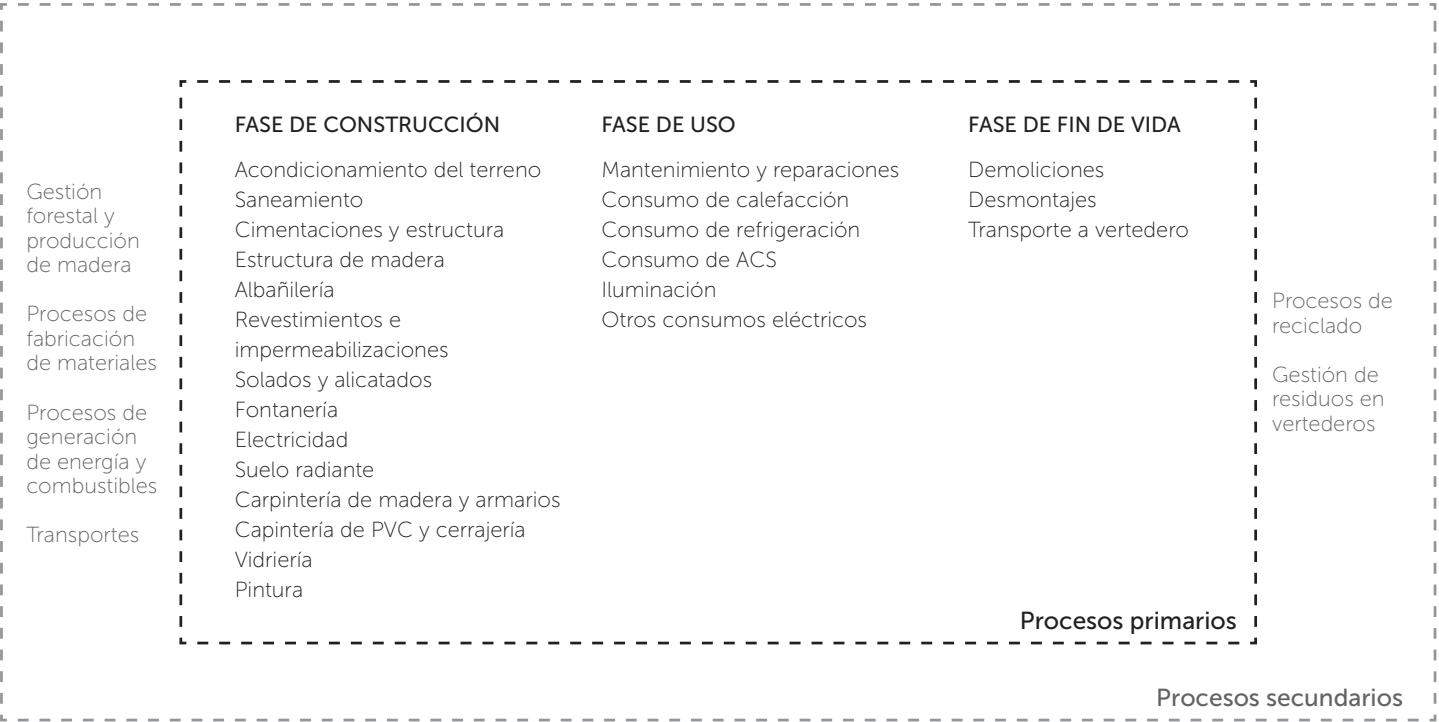 Gestión
forestal y
producción
de madera
Procesos de
fabricación
de materiales
Procesos de
generación
de energía y
combustibles
Transportes
FASE DE CONSTRUCCIÓN
Acondicionamiento del terreno
Saneamiento
Cimentaciones y estructura
Estructura de madera
Albañilería
Revestimientos e
impermeabilizaciones
Solados y alicatados
Fontanería
Electricidad
Suelo radiante
Carpintería de madera y armarios
Capintería de PVC y cerrajería
Vidriería
Pintura
FASE DE USO
Mantenimiento y reparaciones
Consumo de calefacción
Consumo de refrigeración
Consumo de ACS
Iluminación
Otros consumos eléctricos
FASE DE FIN DE VIDA
Demoliciones
Desmontajes
Transporte a vertedero
Procesos de
reciclado
Gestión de
residuos en
vertederos
Procesos primarios
Procesos secundarios